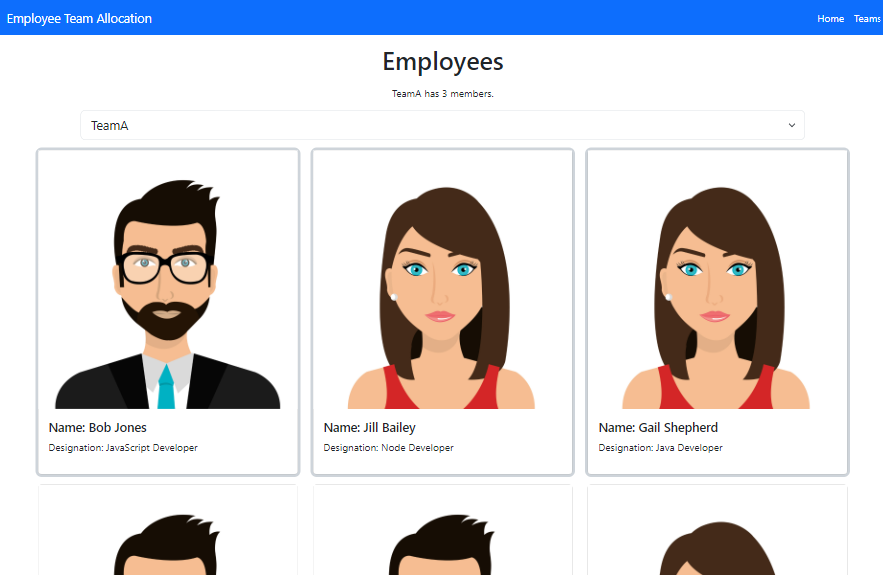 Employee Team Allocation
Home Teams
Employees
TeamA has 3 members.
TeamA
Name: Bob Jones
Designation: JavaScript Developer
Name: Jill Bailey
Designation: Node Developer
Name: Gail Shepherd
Designation: Java Developer